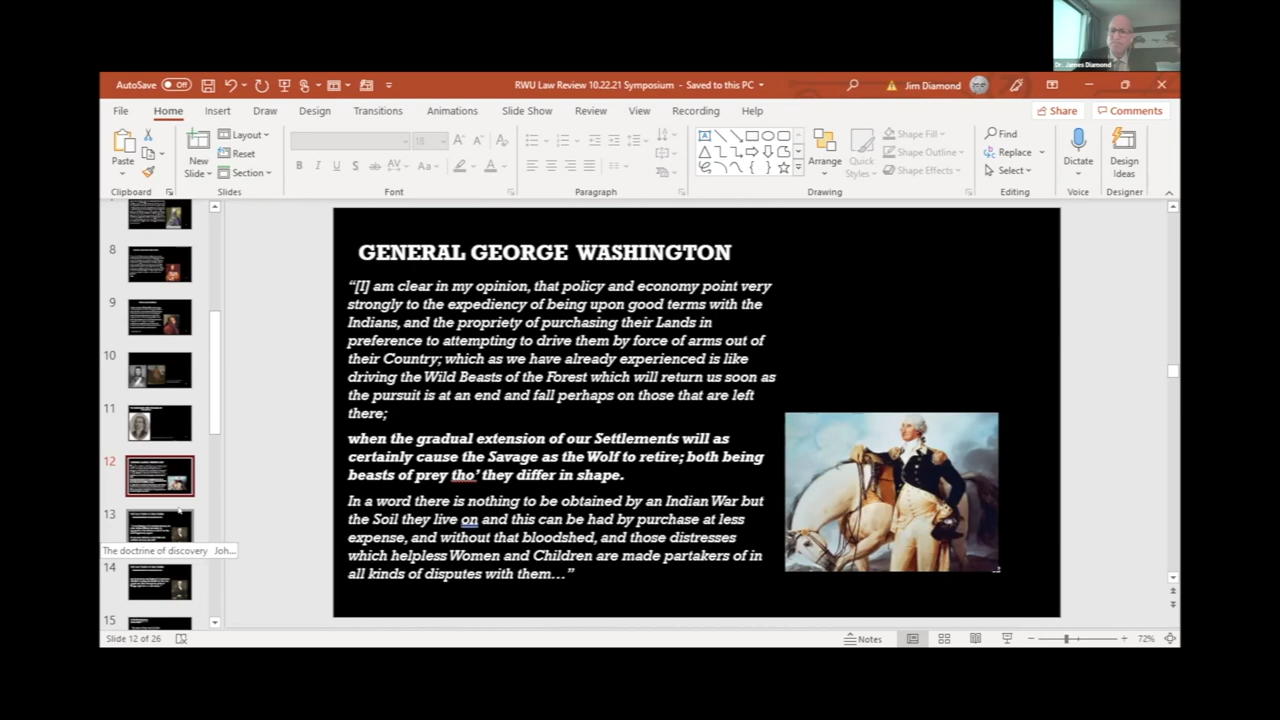 Dr. James Diamond
AutoSave Off
RWU Law Review 10.22.21 Symposium - Saved to this PC
Jim Diamond
File Home Insert Draw Design Transitions Animations Slide Show Review View Recording Help
Share Comments
Paste
New
Slide
Layout
Reset
Section
18
B I U S ab AV Aa
A
Arrange
Quick
Styles
Shape Fill
Shape Outline
Shape Effects
Find
Replace
Select
Dictate
Design
Ideas
Clipboard Slides Font Paragraph Drawing Editing Voice Designer
8
9
10
11
12
13
The doctrine of discovery Joh...
14
15
GENERAL GEORGE WASHINGTON
“[I] am clear in my opinion, that policy and economy point very
strongly to the expediency of being upon good terms with the
Indians, and the propriety of purchasing their Lands in
preference to attempting to drive them by force of arms out of
their Country; which as we have already experienced is like
driving the Wild Beasts of the Forest which will return us soon as
the pursuit is at an end and fall perhaps on those that are left
there;
when the gradual extension of our Settlements will as
certainly cause the Savage as the Wolf to retire; both being
beasts of prey tho’ they differ in shape.
In a word there is nothing to be obtained by an Indian War but
the Soil they live on and this can be had by purchase at less
expense, and without that bloodshed, and those distresses
which helpless Women and Children are made partakers of in
all kinds of disputes with them…”
Slide 12 of 26
Notes
72%